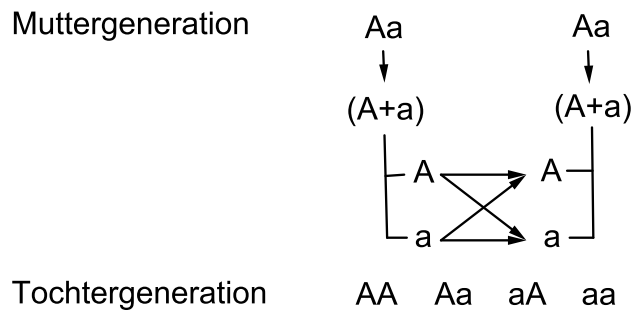 Muttergeneration Aa Aa
(A+a) (A+a)
A A
a a
Tochtergeneration AA Aa aA aa